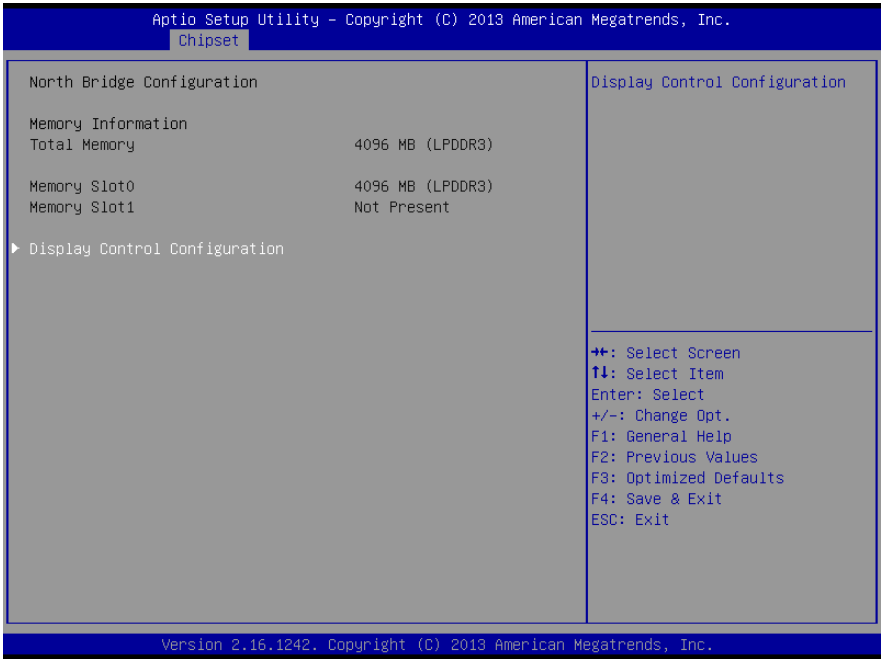 Aptio Setup Utility – Copyright (C) 2013 American Megatrends, Inc.
Chipset
North Bridge Configuration
Memory Information
Total Memory 4096 MB (LPDDR3)
Memory Slot0 4096 MB (LPDDR3)
Memory Slot1 Not Present
Display Control Configuration
Display Control Configuration
→←: Select Screen
↑↓: Select Item
Enter: Select
+/-: Change Opt.
F1: General Help
F2: Previous Values
F3: Optimized Defaults
F4: Save & Exit
ESC: Exit
Version 2.16.1242. Copyright (C) 2013 American Megatrends, Inc.